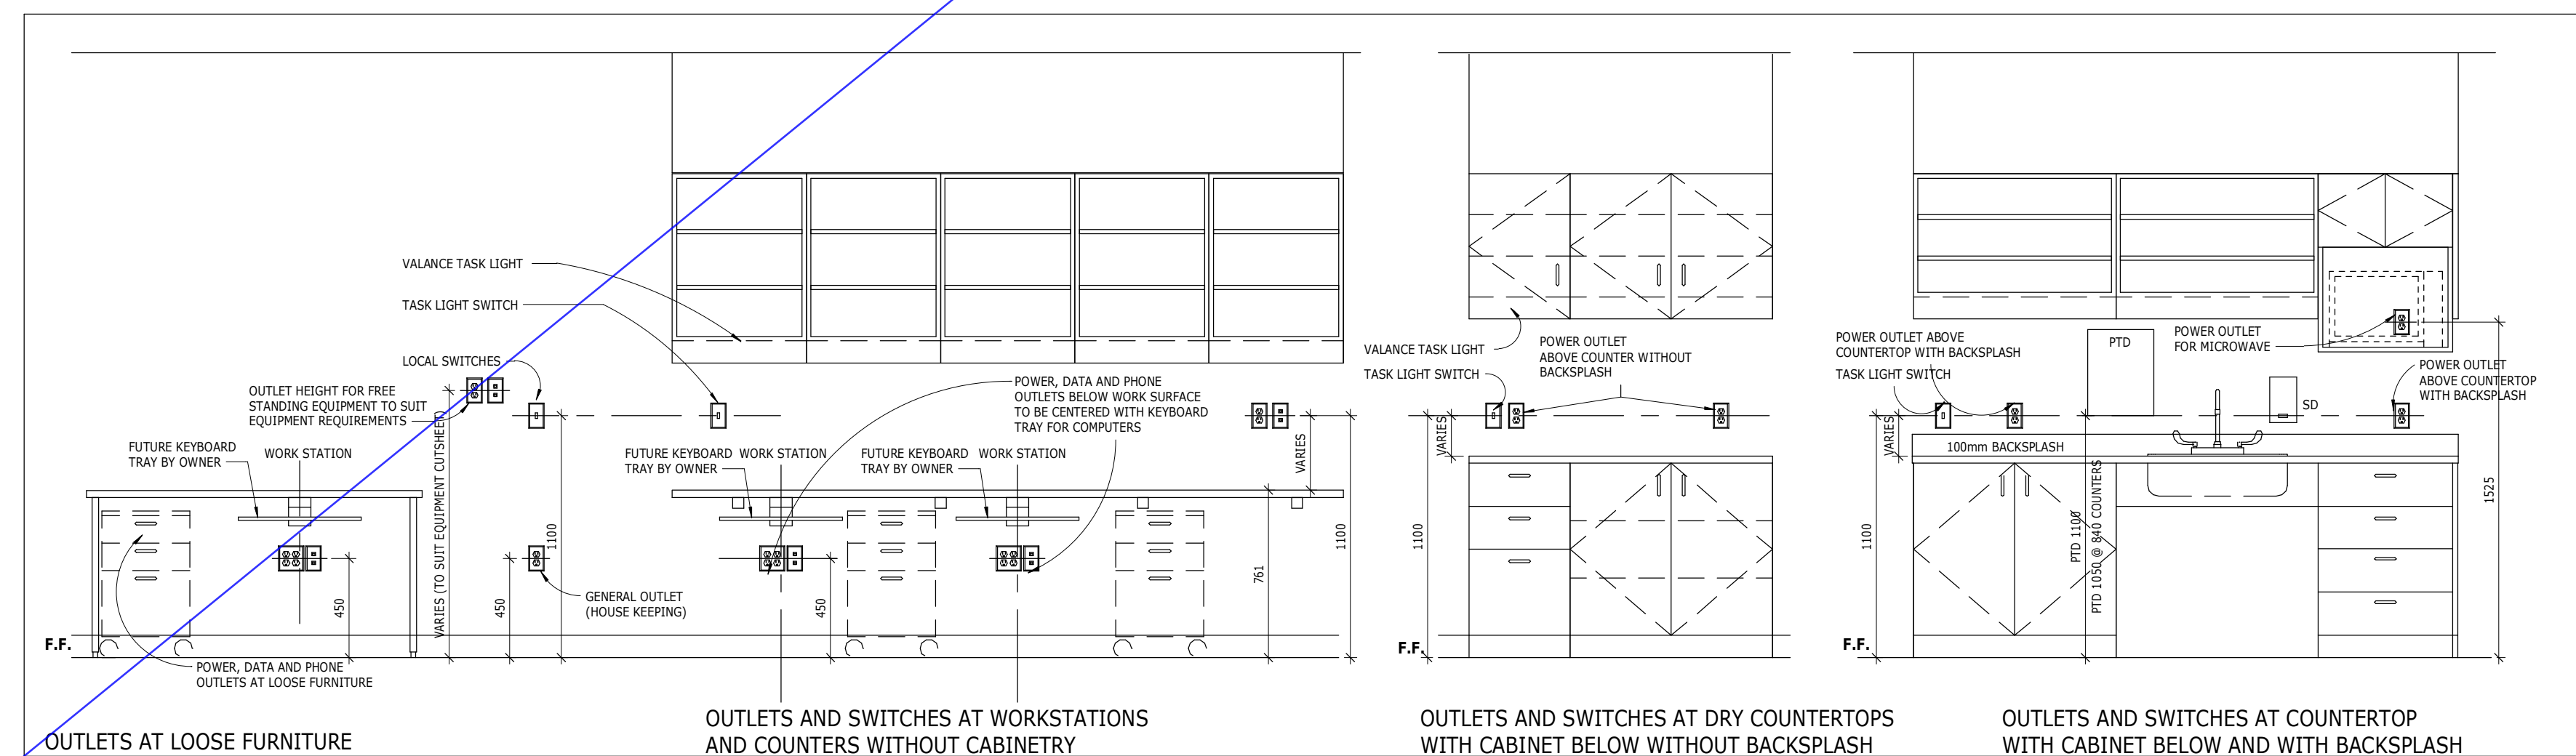 VALANCE TASK LIGHT
TASK LIGHT SWITCH
LOCAL SWITCHES
OUTLET HEIGHT FOR FREE
STANDING EQUIPMENT TO SUIT
EQUIPMENT REQUIREMENTS
FUTURE KEYBOARD
TRAY BY OWNER
WORK STATION
450
VARIES (TO SUIT EQUIPMENT CUTSHEET)
450
1100
GENERAL OUTLET
(HOUSE KEEPING)
F.F.
POWER, DATA AND PHONE
OUTLETS AT LOOSE FURNITURE
OUTLETS AT LOOSE FURNITURE
POWER, DATA AND PHONE
OUTLETS BELOW WORK SURFACE
TO BE CENTERED WITH KEYBOARD
TRAY FOR COMPUTERS
FUTURE KEYBOARD
TRAY BY OWNER
WORK STATION
FUTURE KEYBOARD
TRAY BY OWNER
WORK STATION
450
761
VARIES
1100
OUTLETS AND SWITCHES AT WORKSTATIONS
AND COUNTERS WITHOUT CABINETRY
VALANCE TASK LIGHT
TASK LIGHT SWITCH
POWER OUTLET
ABOVE COUNTER WITHOUT
BACKSPLASH
VARIES
1100
F.F.
OUTLETS AND SWITCHES AT DRY COUNTERTOPS
WITH CABINET BELOW WITHOUT BACKSPLASH
POWER OUTLET ABOVE
COUNTERTOP WITH BACKSPLASH
TASK LIGHT SWITCH
PTD
POWER OUTLET
FOR MICROWAVE
POWER OUTLET
ABOVE COUNTERTOP
WITH BACKSPLASH
SD
VARIES
100mm BACKSPLASH
1100
PTD 1100
PTD 1050 @ 840 COUNTERS
1525
F.F.
OUTLETS AND SWITCHES AT COUNTERTOP
WITH CABINET BELOW AND WITH BACKSPLASH